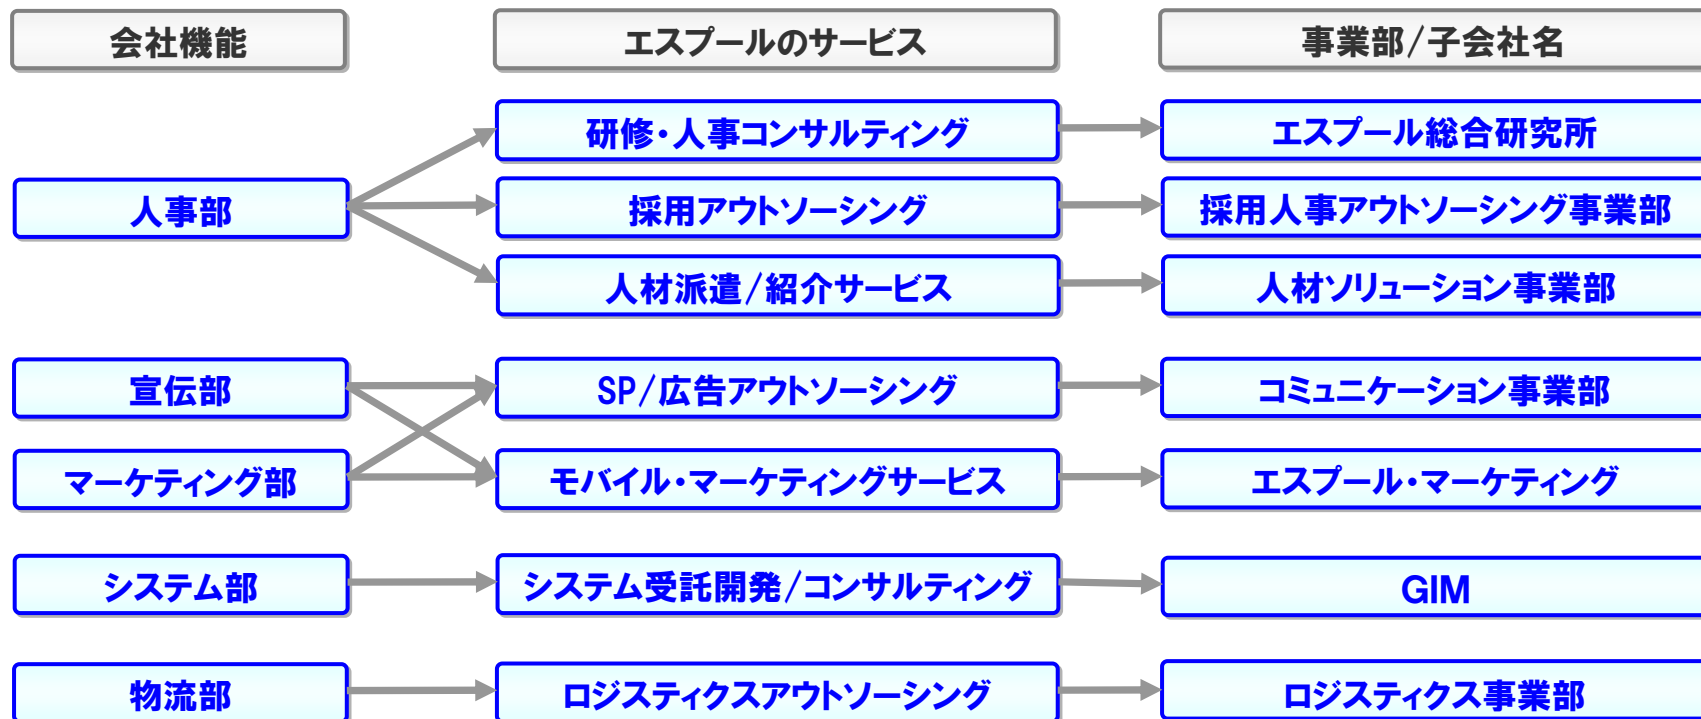 会社機能 エスプールのサービス 事業部/子会社名
研修・人事コンサルティング エスプール総合研究所
人事部 採用アウトソーシング 採用人事アウトソーシング事業部
人材派遣/紹介サービス 人材ソリューション事業部
宣伝部 SP/広告アウトソーシング コミュニケーション事業部
マーケティング部 モバイル・マーケティングサービス エスプール・マーケティング
システム部 システム受託開発/コンサルティング GIM
物流部 ロジスティクスアウトソーシング ロジスティクス事業部